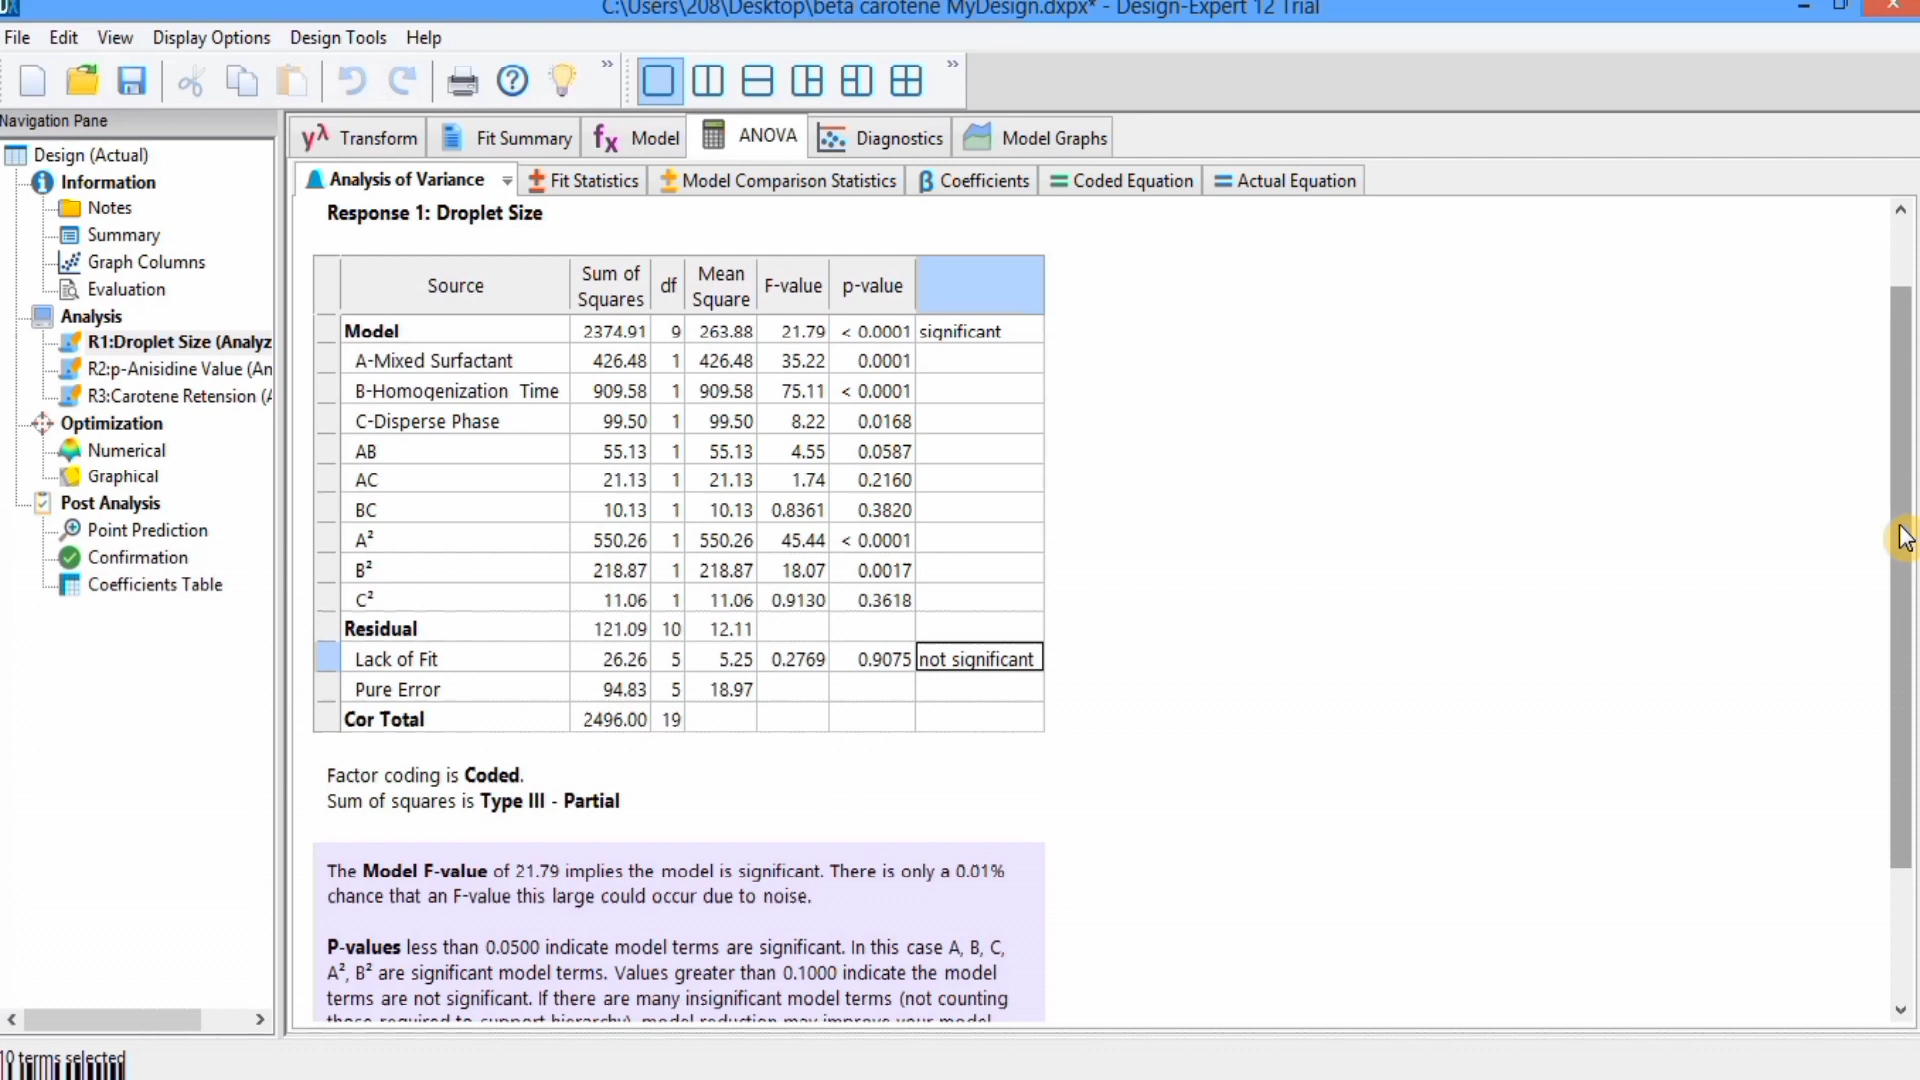 C:\Users\208\Desktop\beta carotene MyDesign.dxpx* - Design-Expert 12 Trial
File Edit View Display Options Design Tools Help
Navigation Pane
Design (Actual)
Information
Notes
Summary
Graph Columns
Evaluation
Analysis
R1:Droplet Size (Analyz
R2:p-Anisidine Value (An
R3:Carotene Retension (A
Optimization
Numerical
Graphical
Post Analysis
Point Prediction
Confirmation
Coefficients Table
10 terms selected
yλ Transform Fit Summary fx Model ANOVA Diagnostics Model Graphs
Analysis of Variance Fit Statistics Model Comparison Statistics β Coefficients Coded Equation Actual Equation
Response 1: Droplet Size
Source Sum of Squares df Mean Square F-value p-value
Model 2374.91 9 263.88 21.79 < 0.0001 significant
A-Mixed Surfactant 426.48 1 426.48 35.22 0.0001
B-Homogenization Time 909.58 1 909.58 75.11 < 0.0001
C-Disperse Phase 99.50 1 99.50 8.22 0.0168
AB 55.13 1 55.13 4.55 0.0587
AC 21.13 1 21.13 1.74 0.2160
BC 10.13 1 10.13 0.8361 0.3820
A² 550.26 1 550.26 45.44 < 0.0001
B² 218.87 1 218.87 18.07 0.0017
C² 11.06 1 11.06 0.9130 0.3618
Residual 121.09 10 12.11
Lack of Fit 26.26 5 5.25 0.2769 0.9075 not significant
Pure Error 94.83 5 18.97
Cor Total 2496.00 19
Factor coding is Coded.
Sum of squares is Type III - Partial
The Model F-value of 21.79 implies the model is significant. There is only a 0.01%
chance that an F-value this large could occur due to noise.
P-values less than 0.0500 indicate model terms are significant. In this case A, B, C,
A², B² are significant model terms. Values greater than 0.1000 indicate the model
terms are not significant. If there are many insignificant model terms (not counting
those required to support hierarchy), model reduction may improve your model.